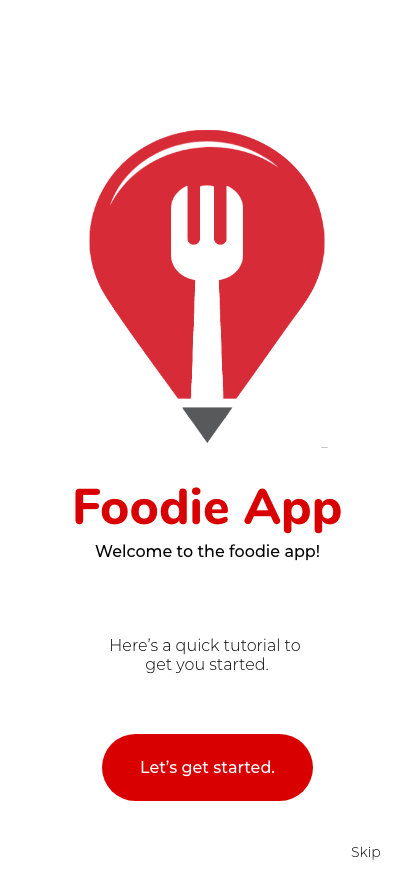 Foodie App
Welcome to the foodie app!
Here’s a quick tutorial to
get you started.
Let’s get started.
Skip